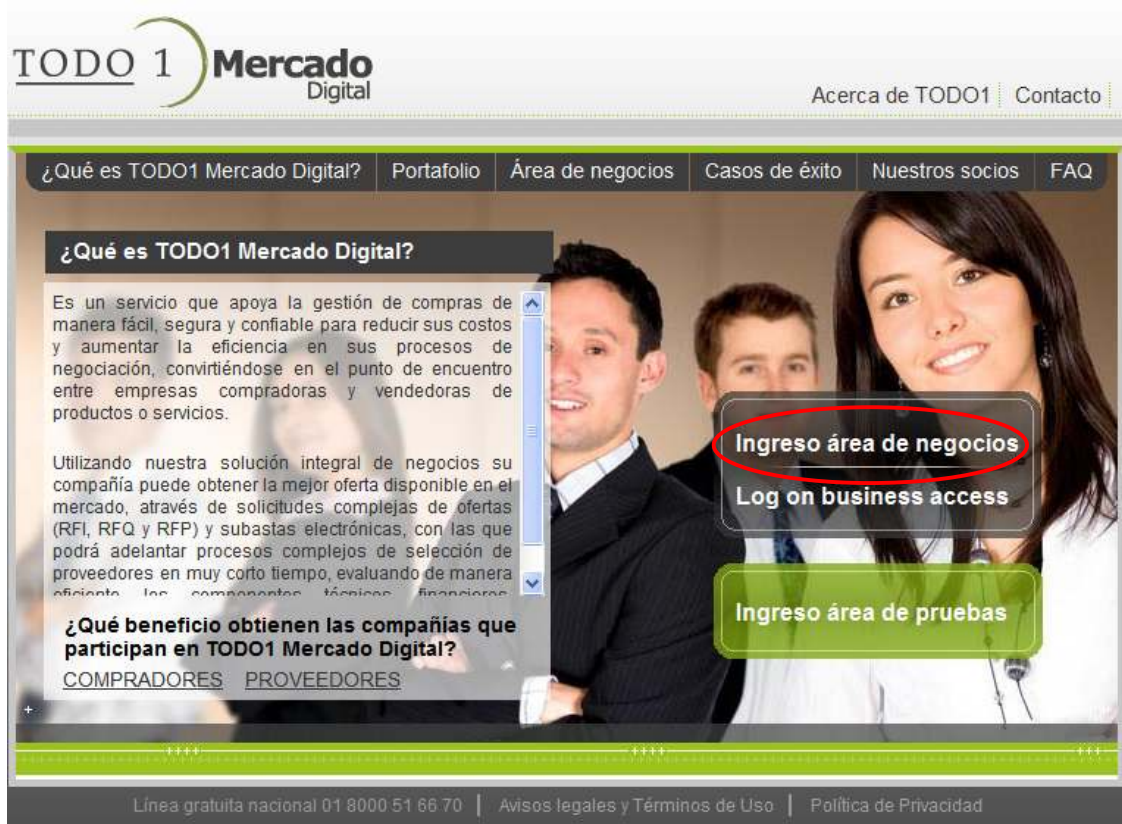 TODO 1 Mercado
Digital
Acerca de TODO1 Contacto
¿Qué es TODO1 Mercado Digital? Portafolio Área de negocios Casos de éxito Nuestros socios FAQ
¿Qué es TODO1 Mercado Digital?
Es un servicio que apoya la gestión de compras de
manera fácil, segura y confiable para reducir sus costos
y aumentar la eficiencia en sus procesos de
negociación, convirtiéndose en el punto de encuentro
entre empresas compradoras y vendedoras de
productos o servicios.
Utilizando nuestra solución integral de negocios su
compañía puede obtener la mejor oferta disponible en el
mercado, através de solicitudes complejas de ofertas
(RFI, RFQ y RFP) y subastas electrónicas, con las que
podrá adelantar procesos complejos de selección de
proveedores en muy corto tiempo, evaluando de manera
eficiente los componentes técnicos, financieros,
¿Qué beneficio obtienen las compañías que
participan en TODO1 Mercado Digital?
COMPRADORES PROVEEDORES
Ingreso área de negocios
Log on business access
Ingreso área de pruebas
+
Línea gratuita nacional 01 8000 51 66 70 | Avisos legales y Términos de Uso | Política de Privacidad